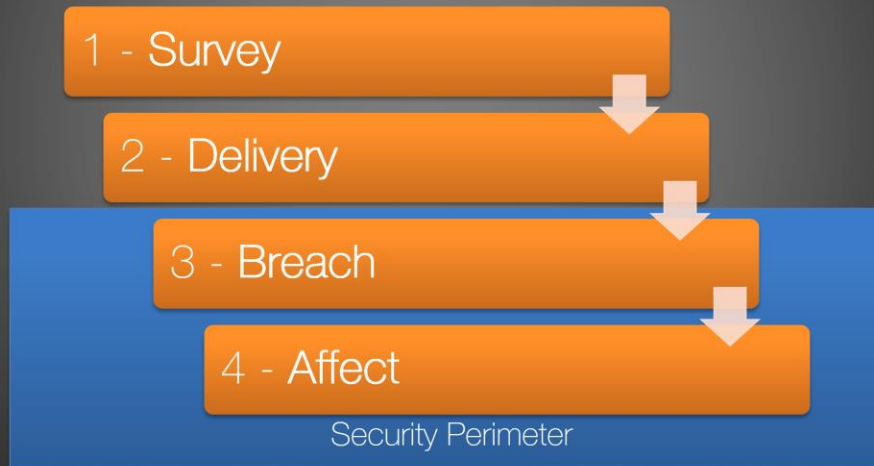 1 - Survey
2 - Delivery
3 - Breach
4 - Affect
Security Perimeter